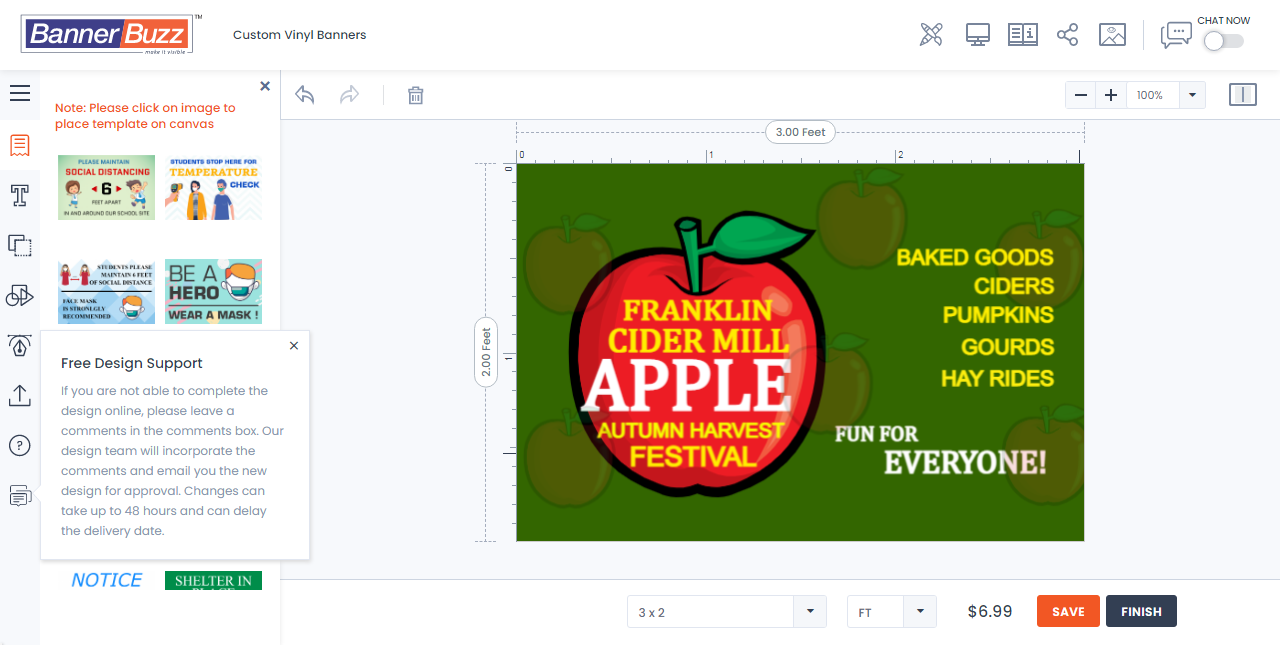 BannerBuzz™
make it visible
Custom Vinyl Banners
CHAT NOW
Note: Please click on image to
place template on canvas
100%
3.00 Feet
0 1 2
0
1
2.00 Feet
PLEASE MAINTAIN
SOCIAL DISTANCING
6
FEET APART
IN AND AROUND OUR SCHOOL SITE
STUDENTS STOP HERE FOR
TEMPERATURE
CHECK
STUDENTS PLEASE
MAINTAIN 6 FEET
OF SOCIAL DISTANCE
FACE MASK
IS STRONLGLY
RECOMMENDED
BE A
HERO
WEAR A MASK !
Free Design Support
If you are not able to complete the
design online, please leave a
comments in the comments box. Our
design team will incorporate the
comments and email you the new
design for approval. Changes can
take up to 48 hours and can delay
the delivery date.
NOTICE
SHELTER IN
PLACE
FRANKLIN
CIDER MILL
APPLE
AUTUMN HARVEST
FESTIVAL
BAKED GOODS
CIDERS
PUMPKINS
GOURDS
HAY RIDES
FUN FOR
EVERYONE!
3 x 2
FT
$6.99
SAVE
FINISH